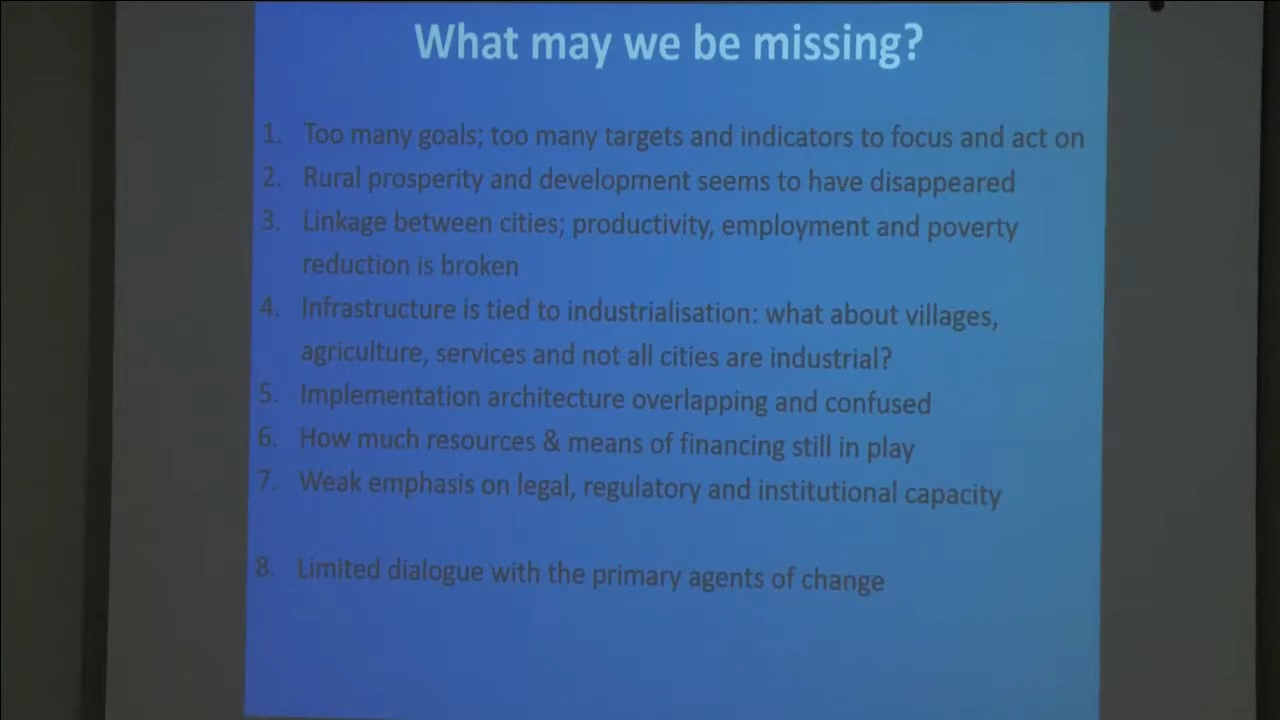 What may we be missing?
1. Too many goals; too many targets and indicators to focus and act on
2. Rural prosperity and development seems to have disappeared
3. Linkage between cities; productivity, employment and poverty
reduction is broken
4. Infrastructure is tied to industrialisation: what about villages,
agriculture, services and not all cities are industrial?
5. Implementation architecture overlapping and confused
6. How much resources & means of financing still in play
7. Weak emphasis on legal, regulatory and institutional capacity
8. Limited dialogue with the primary agents of change